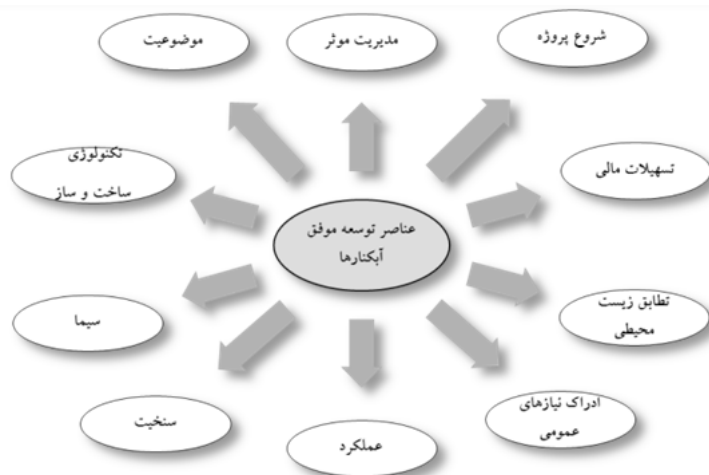 شروع پروژه
مدیریت موثر
موضوعیت
تسهیلات مالی
تکنولوژی
ساخت و ساز
عناصر توسعه موفق
آبکنارها
تطابق زیست
محیطی
سیما
ادراک نیازهای
عمومی
عملکرد
سنخیت